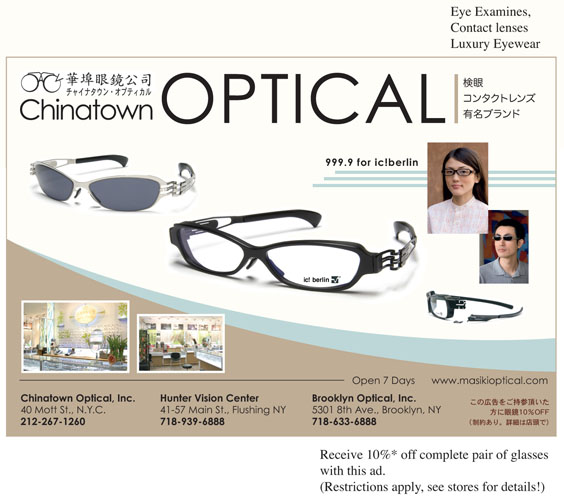 Eye Examines,
Contact lenses
Luxury Eyewear
華埠眼鏡公司
チャイナタウン・オプティカル
Chinatown OPTICAL
検眼
コンタクトレンズ
有名ブランド
999.9 for ic!berlin
ic! berlin
Open 7 Days www.masikioptical.com
Chinatown Optical, Inc.
40 Mott St., N.Y.C.
212-267-1260
Hunter Vision Center
41-57 Main St., Flushing NY
718-939-6888
Brooklyn Optical, Inc.
5301 8th Ave., Brooklyn, NY
718-633-6888
この広告をご持参頂いた
方に眼鏡10%OFF
（制約あり。詳細は店頭で）
Receive 10%* off complete pair of glasses
with this ad.
(Restrictions apply, see stores for details!)